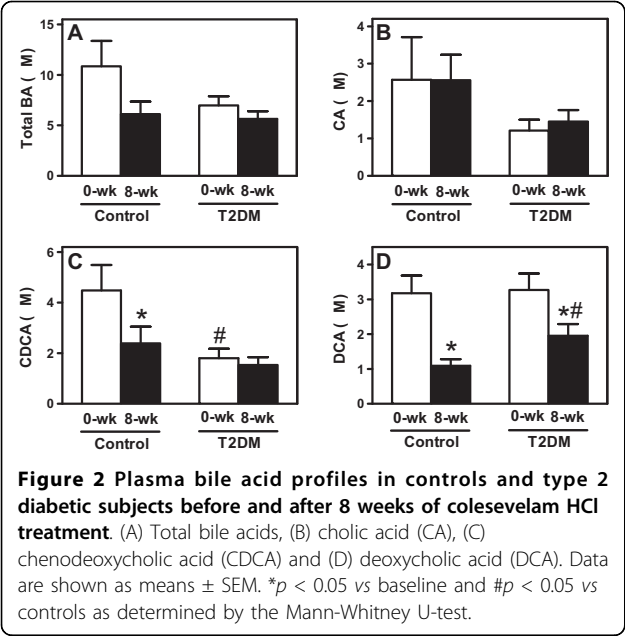 A
15
10
5
0
Total BA ( M)
0-wk 8-wk 0-wk 8-wk
Control T2DM
B
4
3
2
1
0
CA ( M)
0-wk 8-wk 0-wk 8-wk
Control T2DM
C
6
4
2
0
CDCA ( M)
*
#
0-wk 8-wk 0-wk 8-wk
Control T2DM
D
4
3
2
1
0
DCA ( M)
*
*#
0-wk 8-wk 0-wk 8-wk
Control T2DM
Figure 2 Plasma bile acid profiles in controls and type 2
diabetic subjects before and after 8 weeks of colesevelam HCl
treatment. (A) Total bile acids, (B) cholic acid (CA), (C)
chenodeoxycholic acid (CDCA) and (D) deoxycholic acid (DCA). Data
are shown as means ± SEM. *p < 0.05 vs baseline and #p < 0.05 vs
controls as determined by the Mann-Whitney U-test.